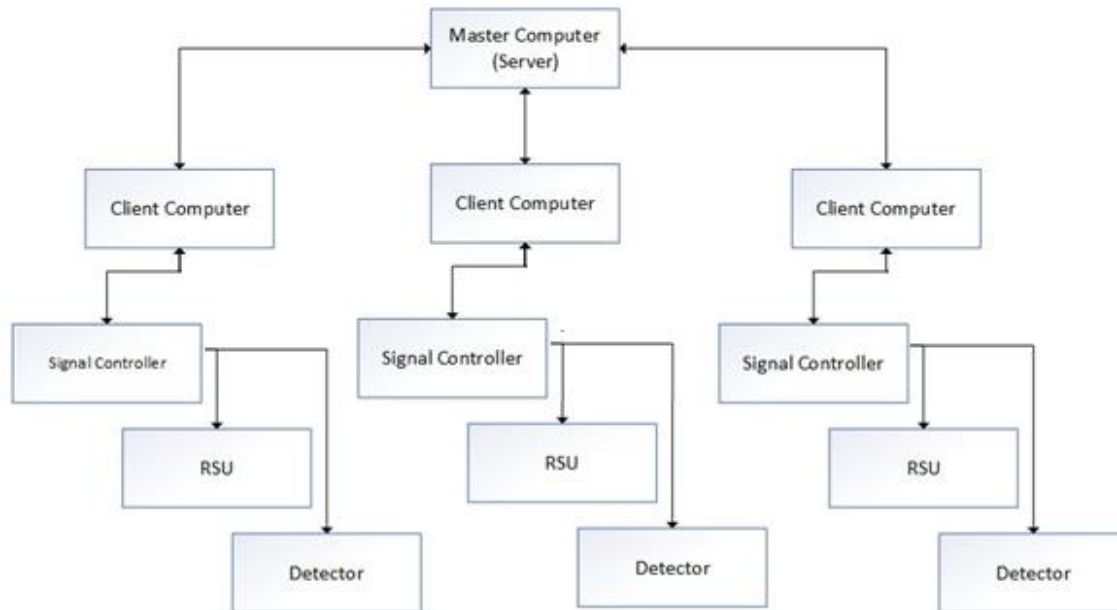 Master Computer
(Server)
Client Computer
Client Computer
Client Computer
Signal Controller
Signal Controller
Signal Controller
RSU
RSU
RSU
Detector
Detector
Detector